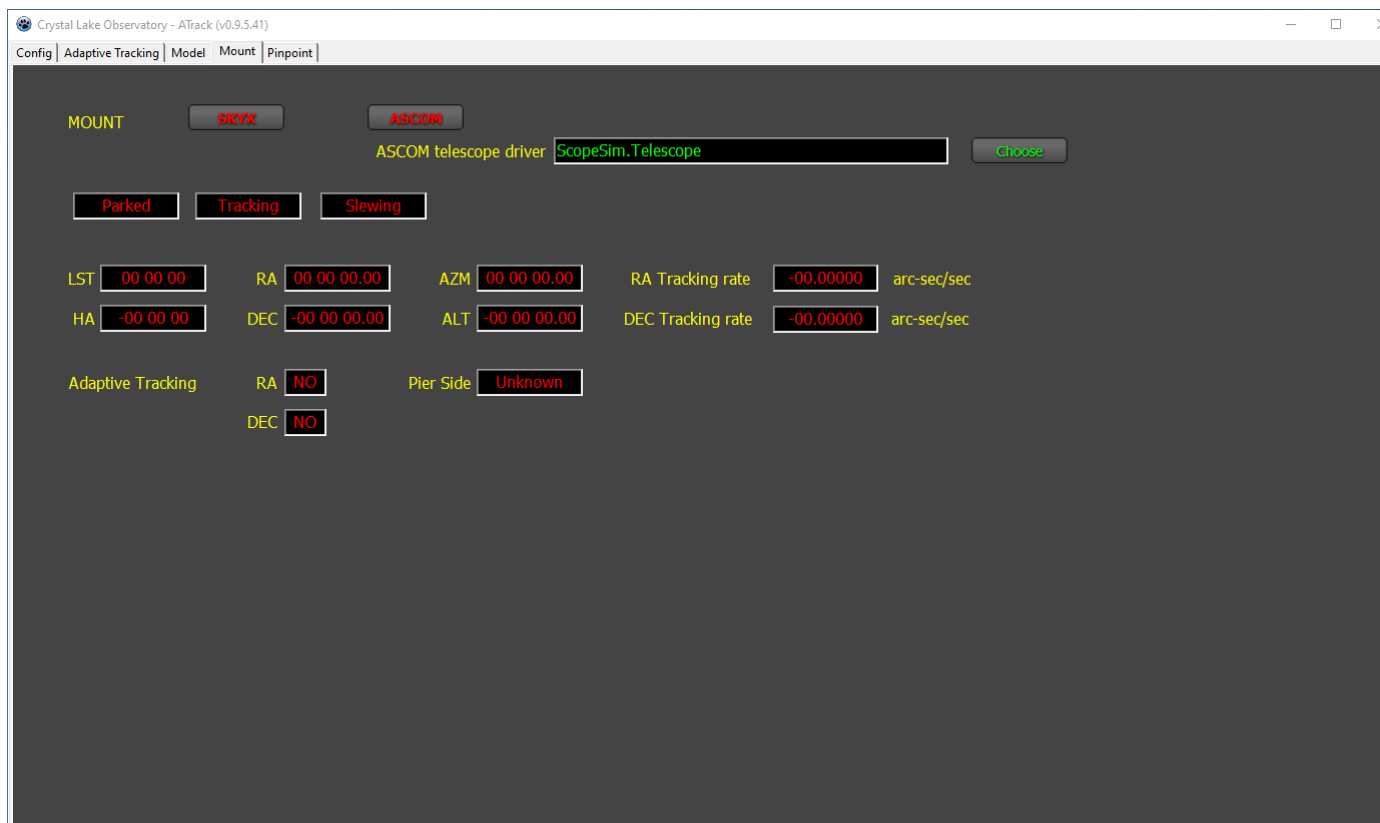 Crystal Lake Observatory - ATrack (v0.9.5.41)
Config Adaptive Tracking Model Mount Pinpoint
MOUNT SKYX ASCOM
ASCOM telescope driver ScopeSim.Telescope Choose
Parked Tracking Slewing
LST 00 00 00 RA 00 00 00.00 AZM 00 00 00.00 RA Tracking rate -00.00000 arc-sec/sec
HA -00 00 00 DEC -00 00 00.00 ALT -00 00 00.00 DEC Tracking rate -00.00000 arc-sec/sec
Adaptive Tracking RA NO Pier Side Unknown
DEC NO